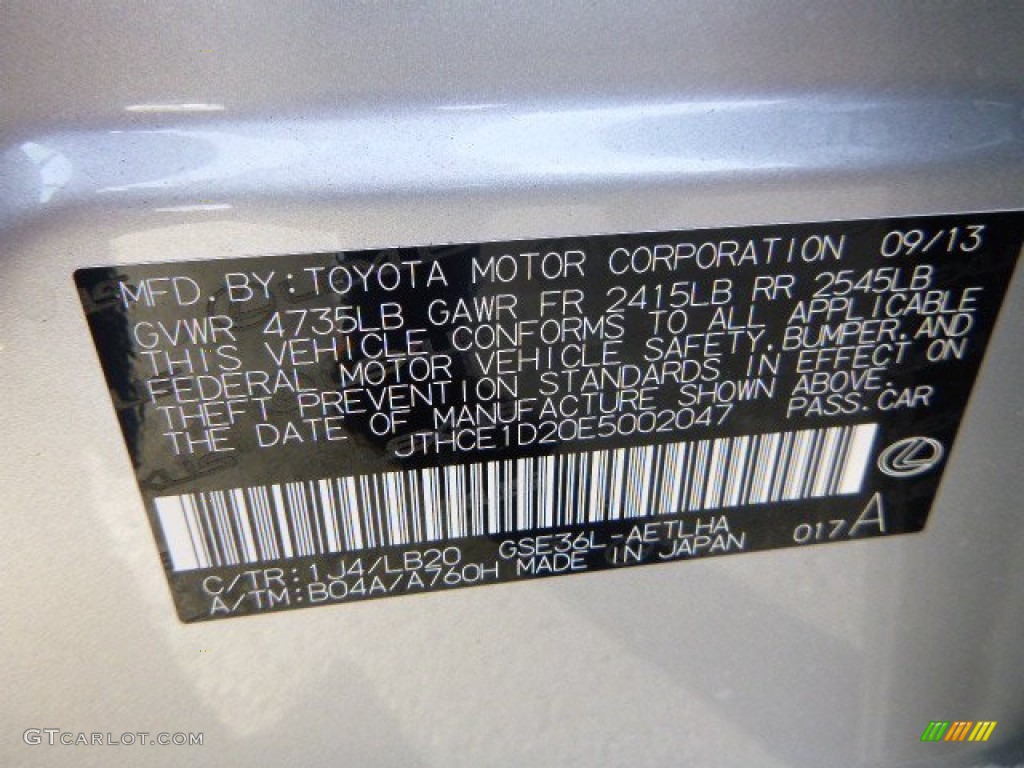 MFD. BY: TOYOTA MOTOR CORPORATION 09/13
GVWR 4735LB GAWR FR 2415LB RR 2545LB
THIS VEHICLE CONFORMS TO ALL APPLICABLE
FEDERAL MOTOR VEHICLE SAFETY, BUMPER, AND
THEFT PREVENTION STANDARDS IN EFFECT ON
THE DATE OF MANUFACTURE SHOWN ABOVE.
JTHCE1D20E5002047 PASS. CAR
017A
C/TR: 1J4/LB20 GSE36L-AETLHA
A/TM: B04A/A760H MADE IN JAPAN
GTCARLOT.COM